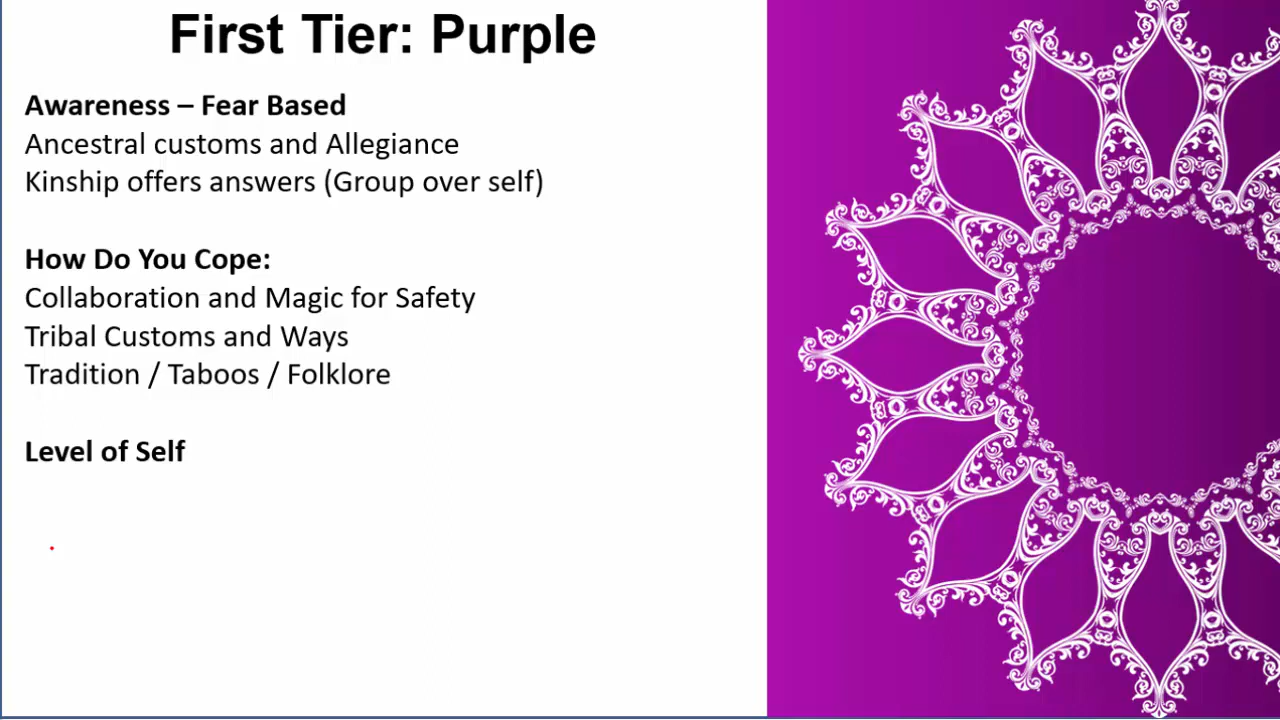 First Tier: Purple
Awareness – Fear Based
Ancestral customs and Allegiance
Kinship offers answers (Group over self)
How Do You Cope:
Collaboration and Magic for Safety
Tribal Customs and Ways
Tradition / Taboos / Folklore
Level of Self